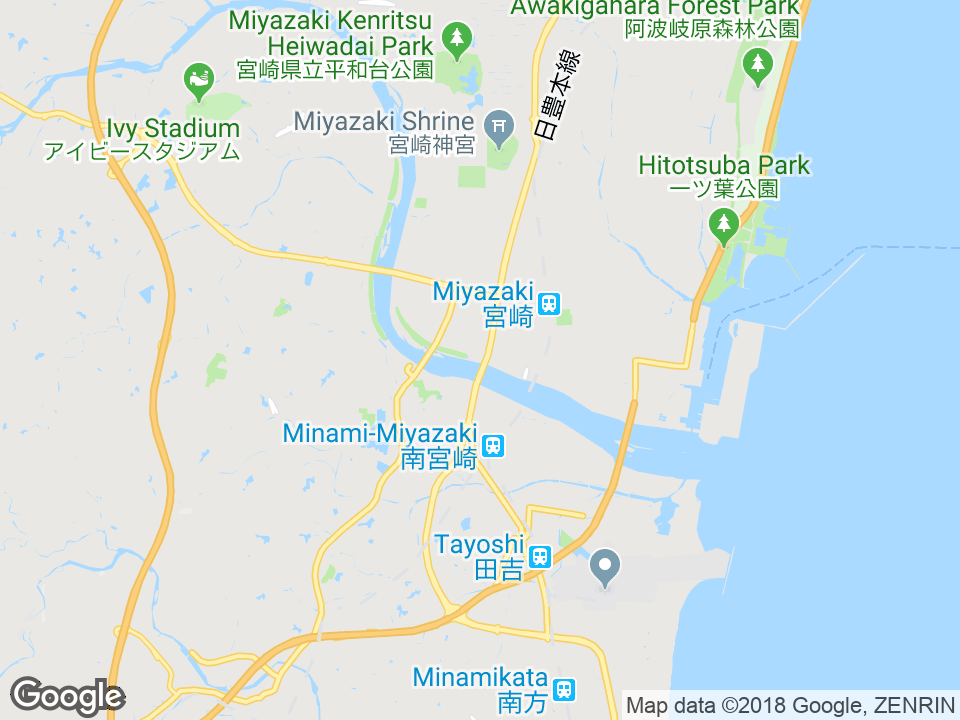 Awakigahara Forest Park
阿波岐原森林公園
Miyazaki Kenritsu
Heiwadai Park
宮崎県立平和台公園
日豊本線
Ivy Stadium
アイビースタジアム
Miyazaki Shrine
宮崎神宮
Hitotsuba Park
一ツ葉公園
Miyazaki
宮崎
Minami-Miyazaki
南宮崎
Tayoshi
田吉
Minamikata
南方
Google
Map data ©2018 Google, ZENRIN